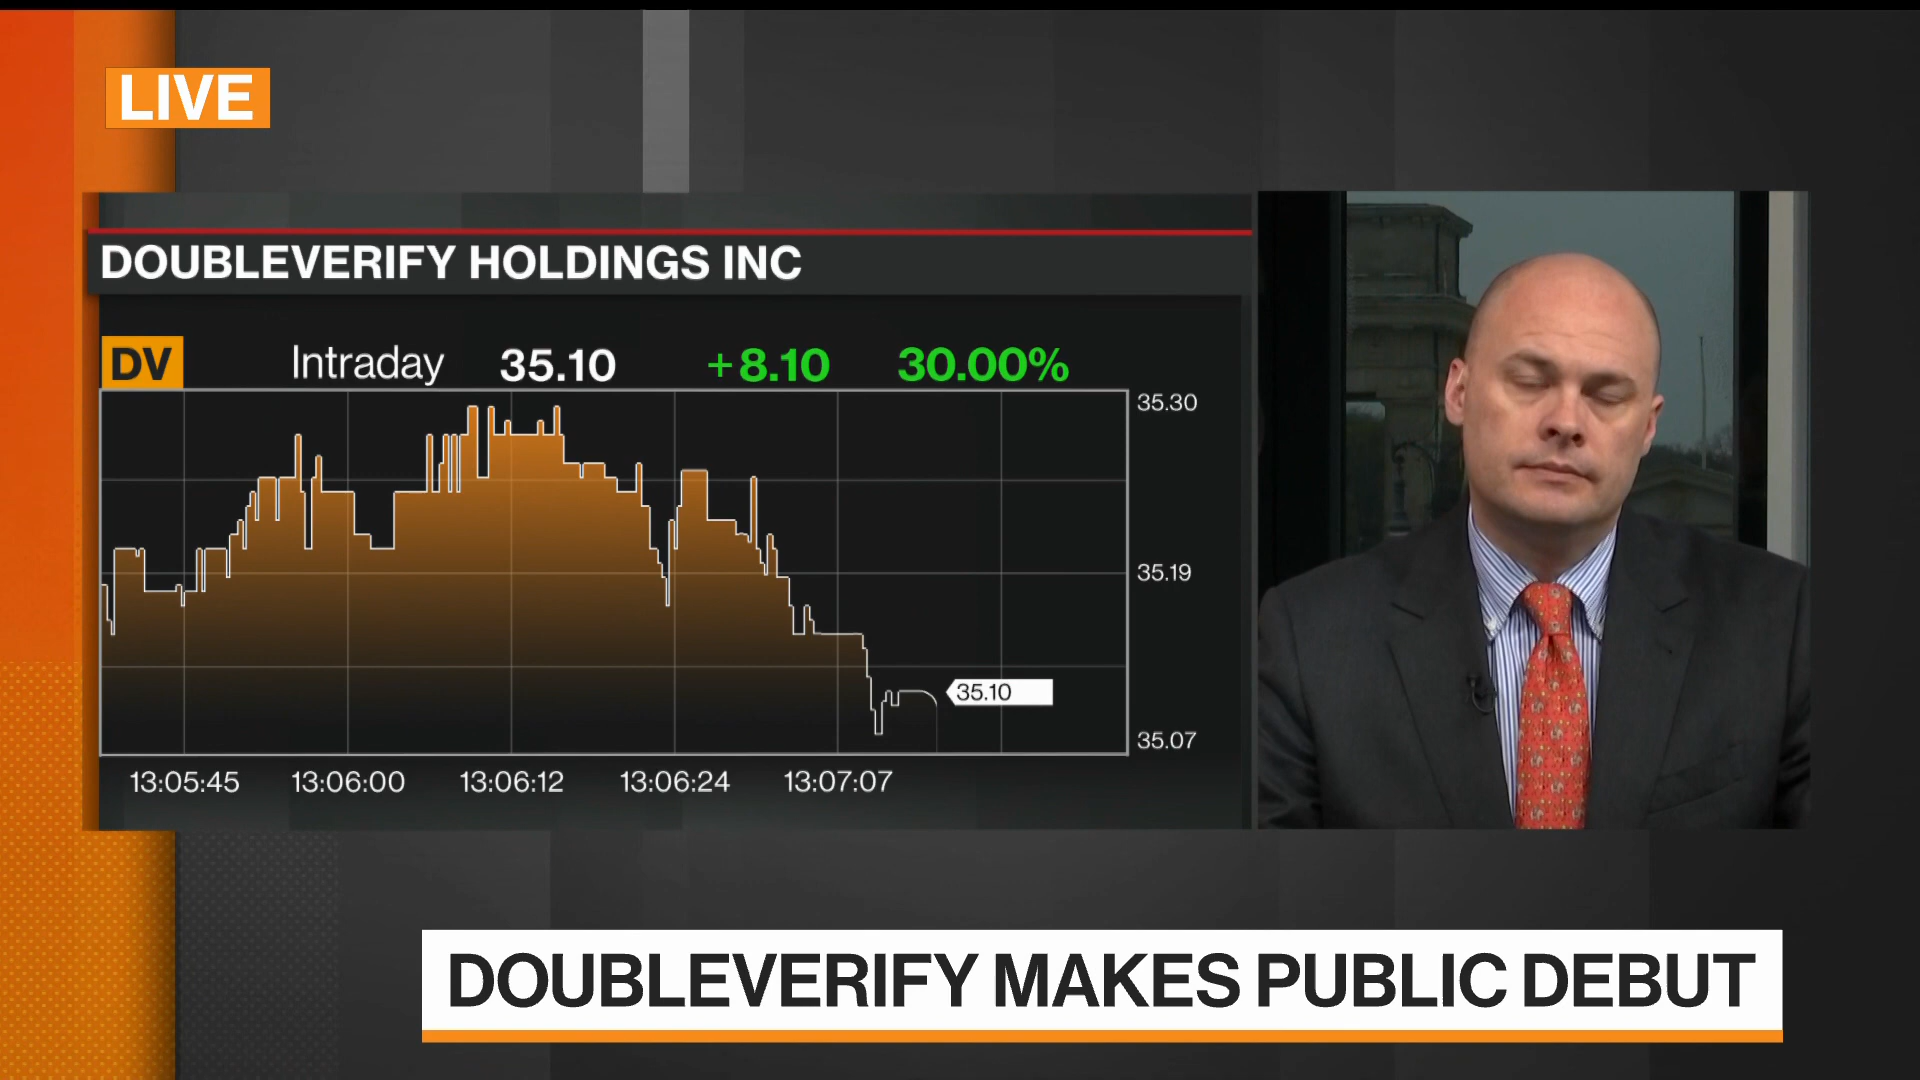 LIVE
DOUBLEVERIFY HOLDINGS INC
DV Intraday 35.10 +8.10 30.00%
35.30
35.19
35.10
35.07
13:05:45 13:06:00 13:06:12 13:06:24 13:07:07
DOUBLEVERIFY MAKES PUBLIC DEBUT